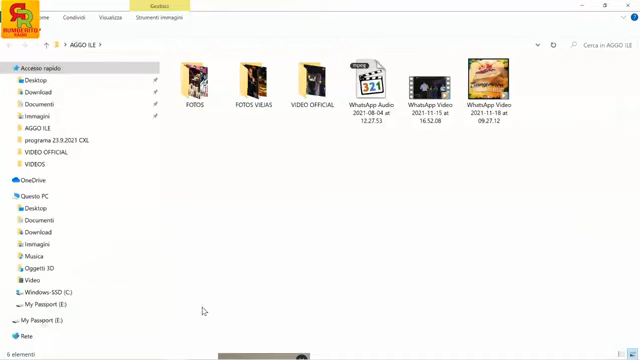 RUMBERITO
RADIO
Gestisci
ome
Condividi
Visualizza
Strumenti immagini
AGGO ILE
Cerca in AGGO ILE
Accesso rapido
Desktop
Download
Documenti
Immagini
AGGO ILE
programa 23.9.2021 CXL
VIDEO OFFICIAL
VIDEOS
OneDrive
Questo PC
Desktop
Documenti
Download
Immagini
Musica
Oggetti 3D
Video
Windows-SSD (C:)
My Passport (E:)
My Passport (E:)
Rete
6 elementi
FOTOS
FOTOS VIEJAS
VIDEO OFFICIAL
mpeg
321
WhatsApp Audio
2021-08-04 at
12.27.53
WhatsApp Video
2021-11-15 at
16.52.08
WhatsApp Video
2021-11-18 at
09.27.12